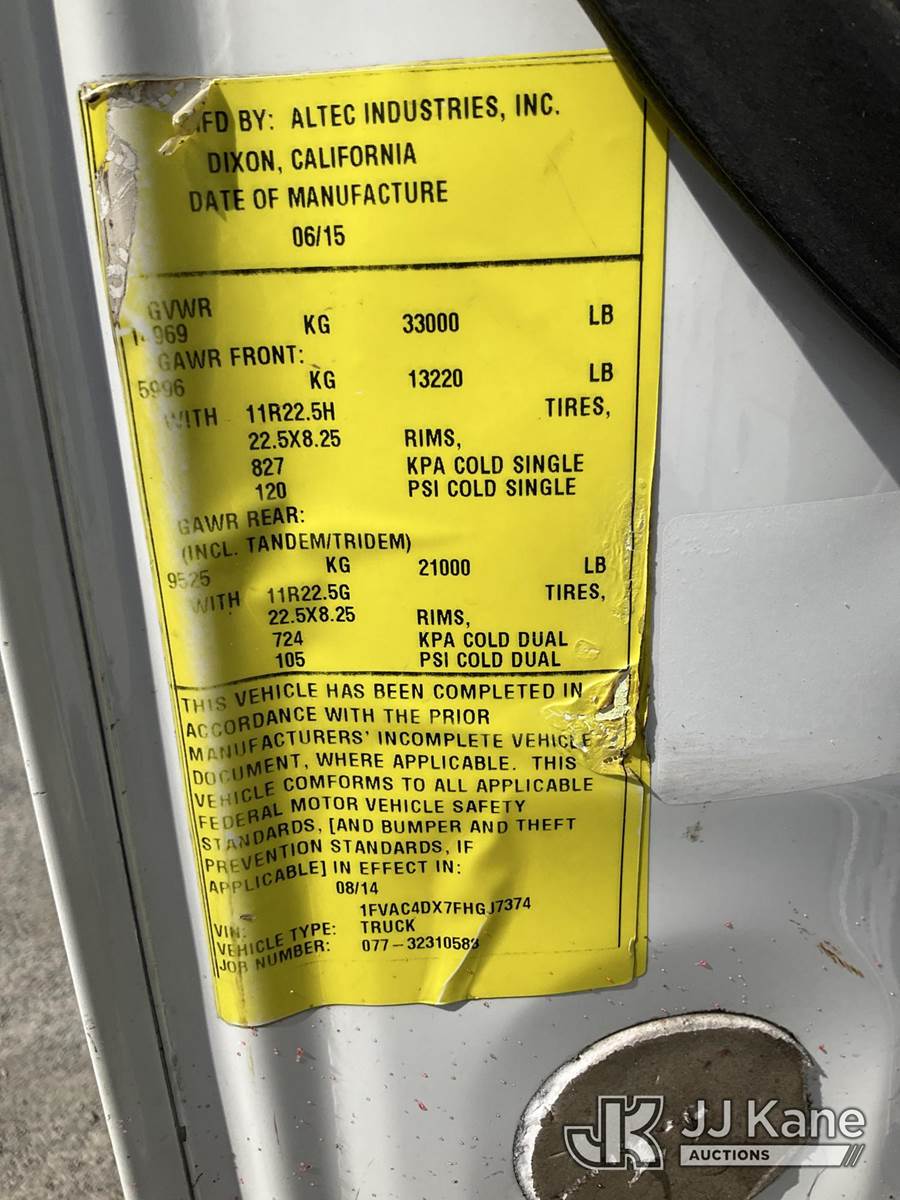 MFD BY: ALTEC INDUSTRIES, INC.
DIXON, CALIFORNIA
DATE OF MANUFACTURE
06/15
GVWR
14969 KG 33000 LB
GAWR FRONT:
5996 KG 13220 LB
WITH 11R22.5H TIRES,
22.5X8.25 RIMS,
827 KPA COLD SINGLE
120 PSI COLD SINGLE
GAWR REAR:
(INCL. TANDEM/TRIDEM)
9525 KG 21000 LB
WITH 11R22.5G TIRES,
22.5X8.25 RIMS,
724 KPA COLD DUAL
105 PSI COLD DUAL
THIS VEHICLE HAS BEEN COMPLETED IN
ACCORDANCE WITH THE PRIOR
MANUFACTURERS' INCOMPLETE VEHICLE
DOCUMENT, WHERE APPLICABLE. THIS
VEHICLE COMFORMS TO ALL APPLICABLE
FEDERAL MOTOR VEHICLE SAFETY
STANDARDS, [AND BUMPER AND THEFT
PREVENTION STANDARDS, IF
APPLICABLE] IN EFFECT IN:
08/14
VIN: 1FVAC4DX7FHGJ7374
VEHICLE TYPE: TRUCK
JOB NUMBER: 077-32310583
JK JJ Kane
AUCTIONS